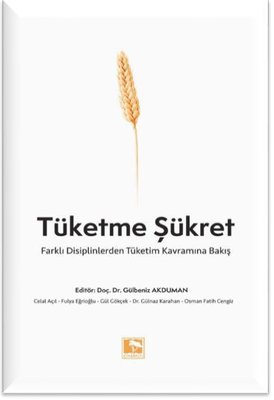 Tüketme Şükret
Farklı Disiplinlerden Tüketim Kavramına Bakış
Editör: Doç. Dr. Gülbeniz AKDUMAN
Celal Açıl - Fulya Eğrioğlu - Gül Gökçek - Dr. Gülnaz Karahan - Osman Fatih Cengiz